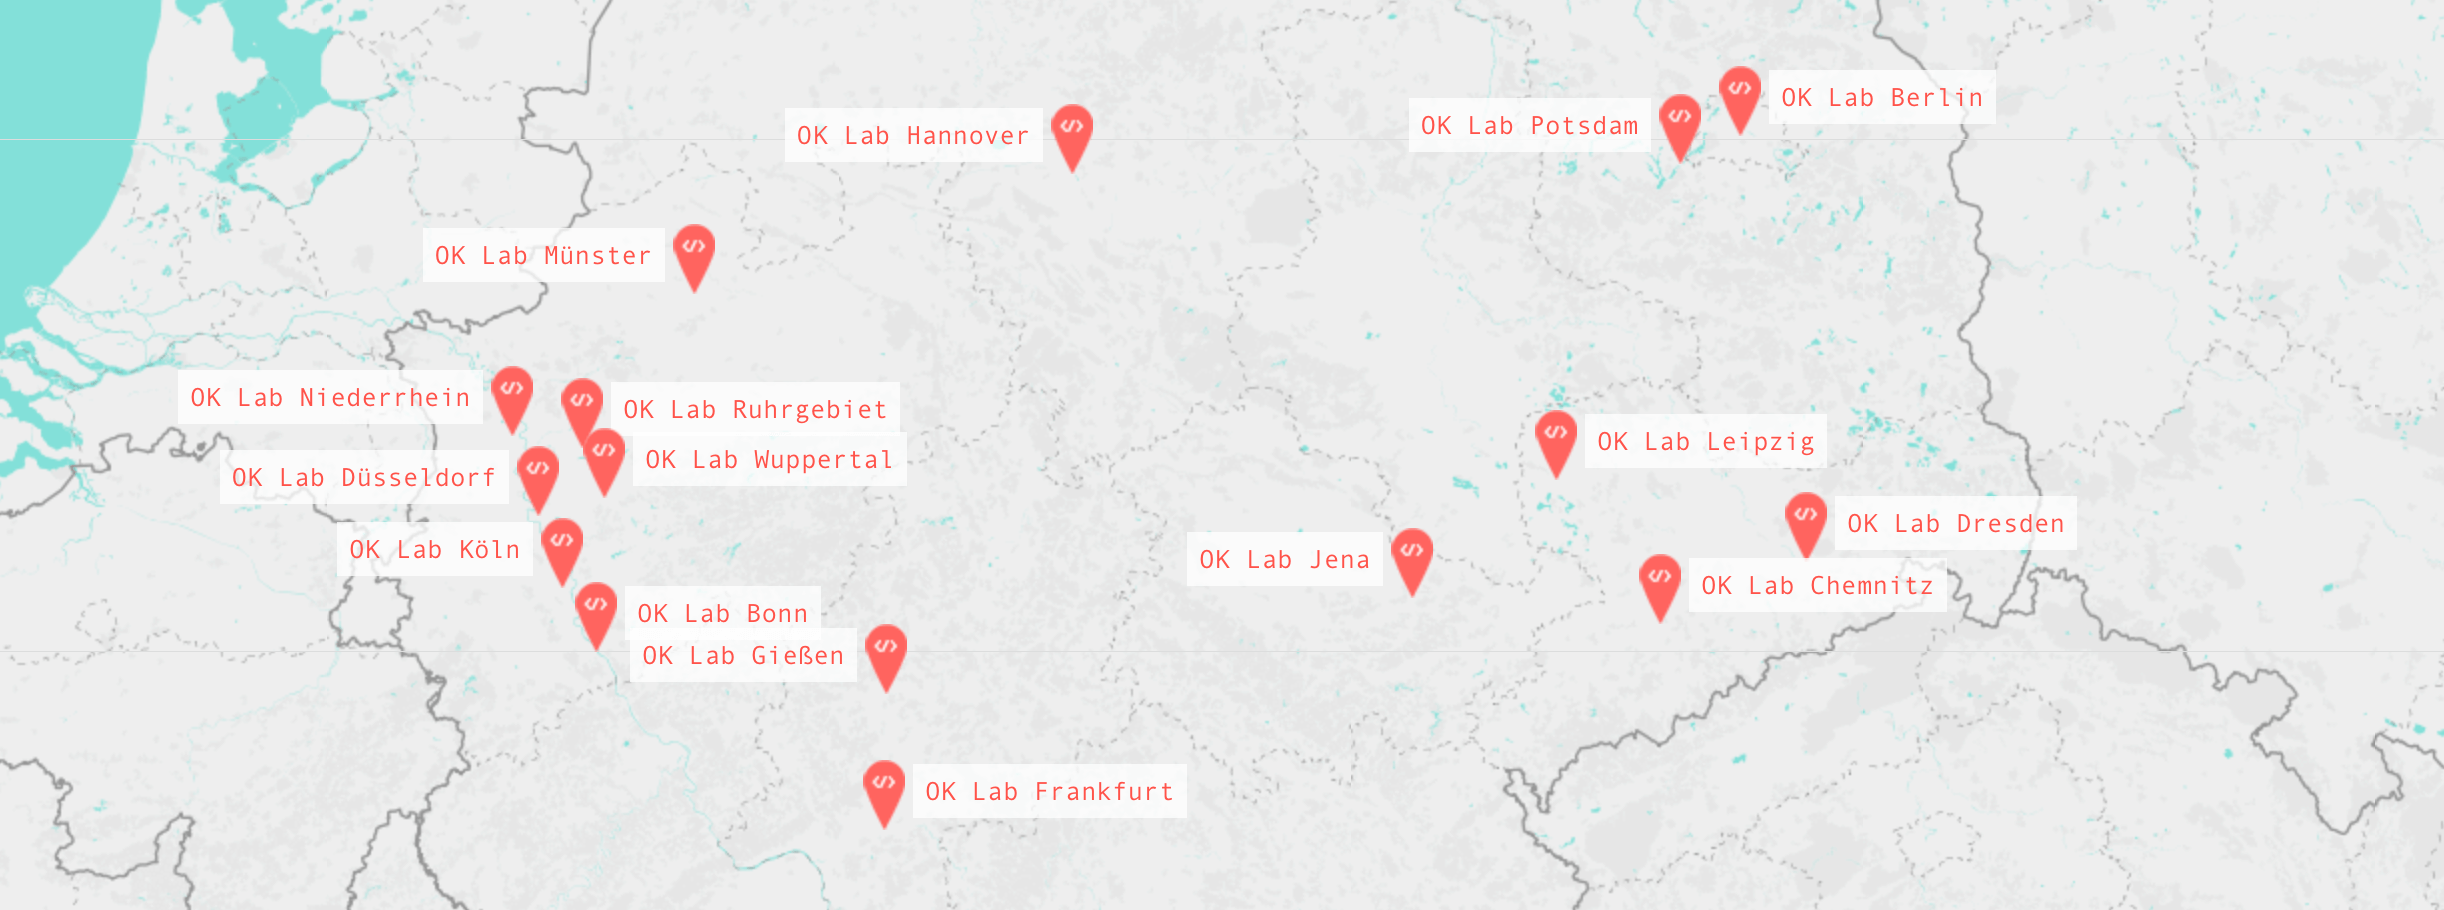 OK Lab Berlin
OK Lab Potsdam
OK Lab Hannover
OK Lab Münster
OK Lab Niederrhein
OK Lab Ruhrgebiet
OK Lab Leipzig
OK Lab Wuppertal
OK Lab Düsseldorf
OK Lab Dresden
OK Lab Köln
OK Lab Jena
OK Lab Chemnitz
OK Lab Bonn
OK Lab Gießen
OK Lab Frankfurt